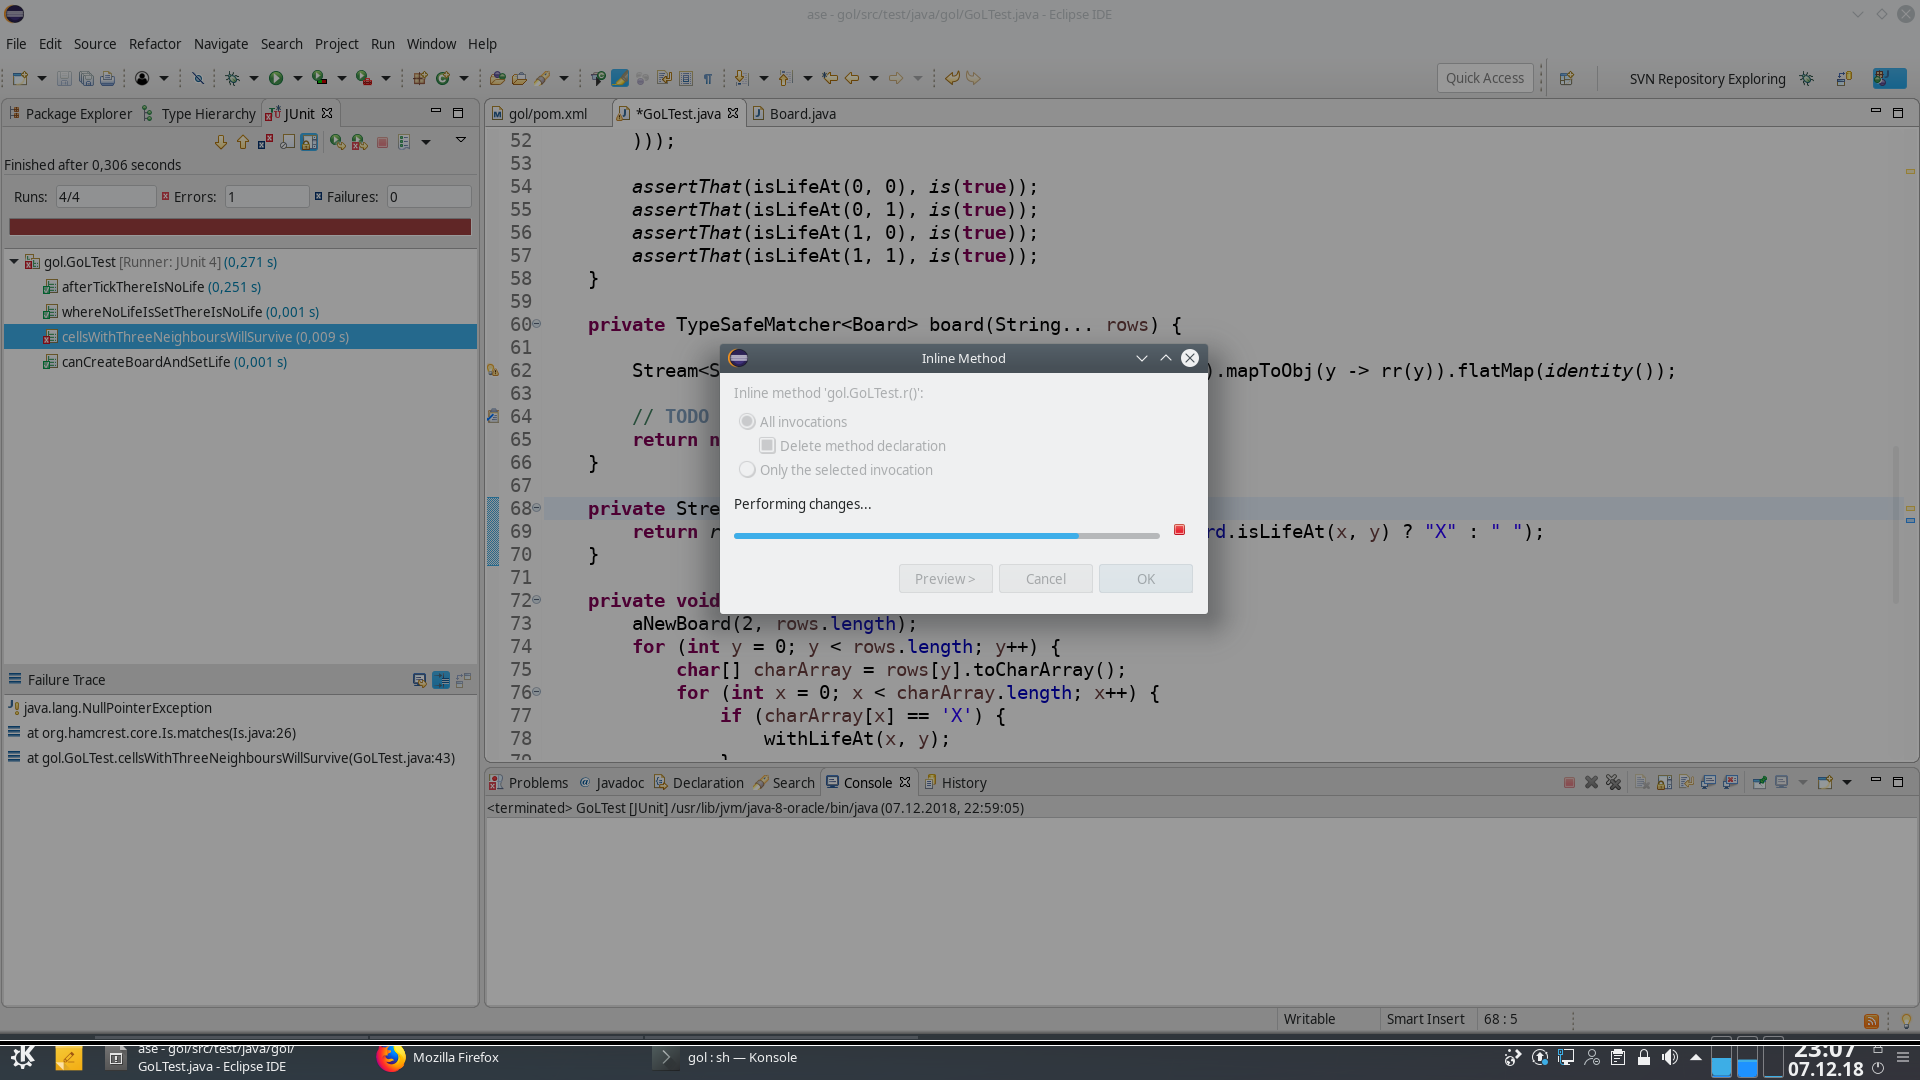 ase - gol/src/test/java/gol/GoLTest.java - Eclipse IDE
File Edit Source Refactor Navigate Search Project Run Window Help
Quick Access
SVN Repository Exploring
Package Explorer Type Hierarchy JUnit
Finished after 0,306 seconds
Runs: 4/4 Errors: 1 Failures: 0
gol.GoLTest [Runner: JUnit 4] (0,271 s)
afterTickThereIsNoLife (0,251 s)
whereNoLifeIsSetThereIsNoLife (0,001 s)
cellsWithThreeNeighboursWillSurvive (0,009 s)
canCreateBoardAndSetLife (0,001 s)
Failure Trace
java.lang.NullPointerException
at org.hamcrest.core.Is.matches(Is.java:26)
at gol.GoLTest.cellsWithThreeNeighboursWillSurvive(GoLTest.java:43)
gol/pom.xml *GoLTest.java Board.java
52 )));
53
54 assertThat(isLifeAt(0, 0), is(true));
55 assertThat(isLifeAt(0, 1), is(true));
56 assertThat(isLifeAt(1, 0), is(true));
57 assertThat(isLifeAt(1, 1), is(true));
58 }
59
60 private TypeSafeMatcher<Board> board(String... rows) {
61
62 Stream<S ).mapToObj(y -> rr(y)).flatMap(identity());
63
64 // TODO
65 return n
66 }
67
68 private Stre
69 return r rd.isLifeAt(x, y) ? "X" : " ");
70 }
71
72 private void
73 aNewBoard(2, rows.length);
74 for (int y = 0; y < rows.length; y++) {
75 char[] charArray = rows[y].toCharArray();
76 for (int x = 0; x < charArray.length; x++) {
77 if (charArray[x] == 'X') {
78 withLifeAt(x, y);
Inline Method
Inline method 'gol.GoLTest.r()':
All invocations
Delete method declaration
Only the selected invocation
Performing changes...
Preview > Cancel OK
Problems Javadoc Declaration Search Console History
<terminated> GoLTest [JUnit] /usr/lib/jvm/java-8-oracle/bin/java (07.12.2018, 22:59:05)
Writable Smart Insert 68 : 5
ase - gol/src/test/java/gol/
GoLTest.java - Eclipse IDE
Mozilla Firefox
gol : sh — Konsole
23:07
07.12.18